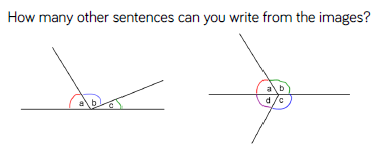 How many other sentences can you write from the images?
a b c
a b
d c